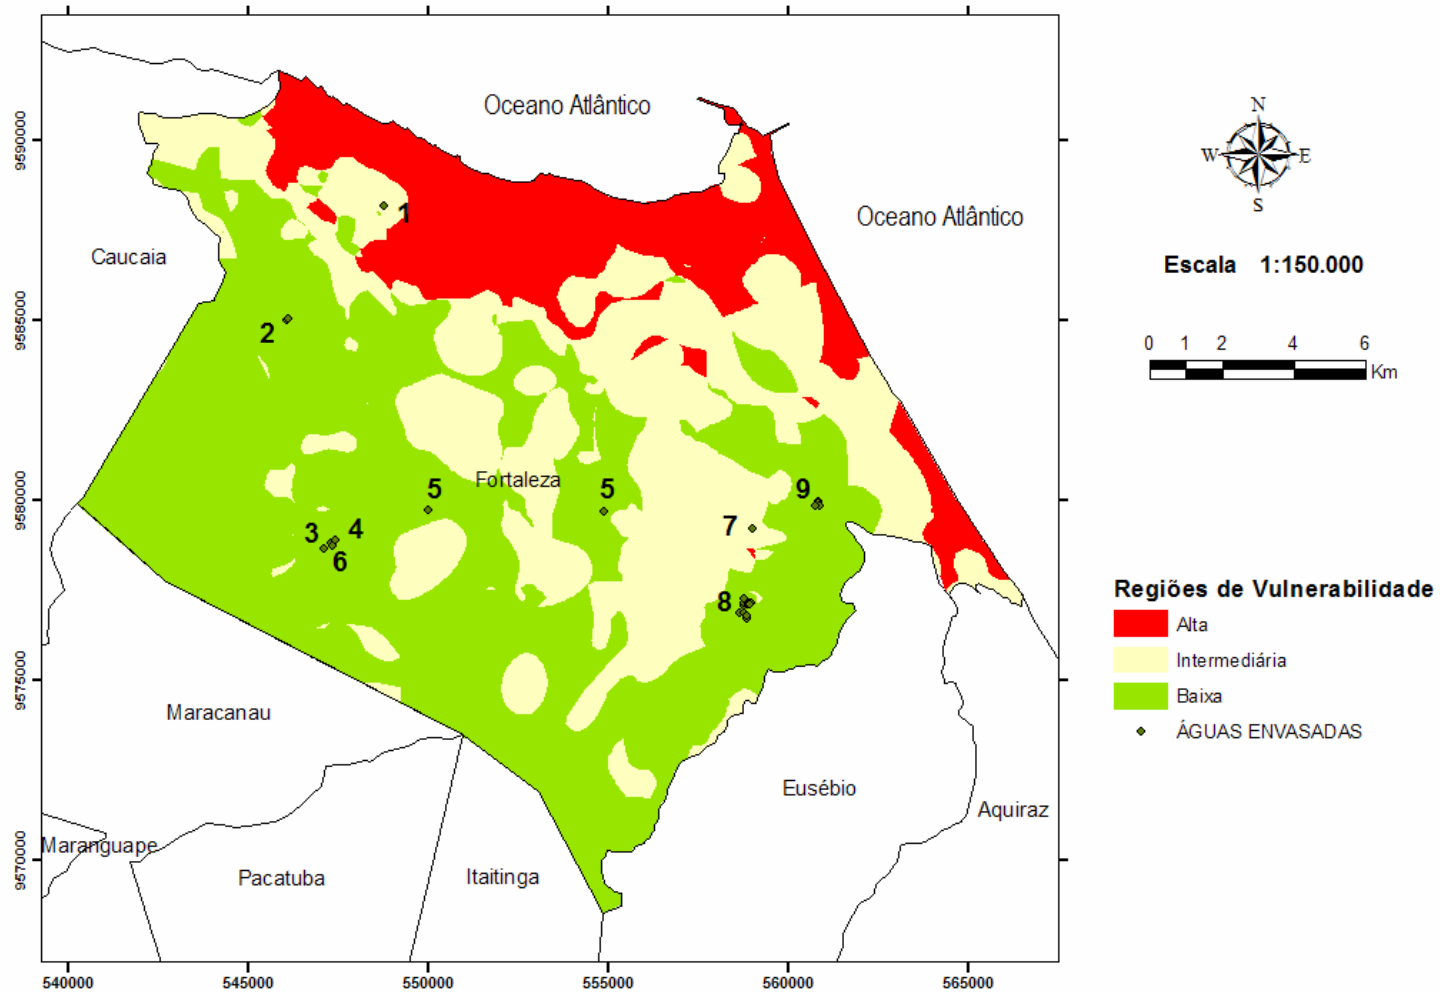 Oceano Atlântico
Oceano Atlântico
Caucaia
1
2
Fortaleza
5
5
9
3
4
6
7
8
Maracanau
Maranguape
Pacatuba
Itaitinga
Eusébio
Aquiraz
9590000
9585000
9580000
9575000
9570000
540000
545000
550000
555000
560000
565000
N
W
E
S
Escala 1:150.000
0 1 2 4 6
Km
Regiões de Vulnerabilidade
Alta
Intermediária
Baixa
ÁGUAS ENVASADAS